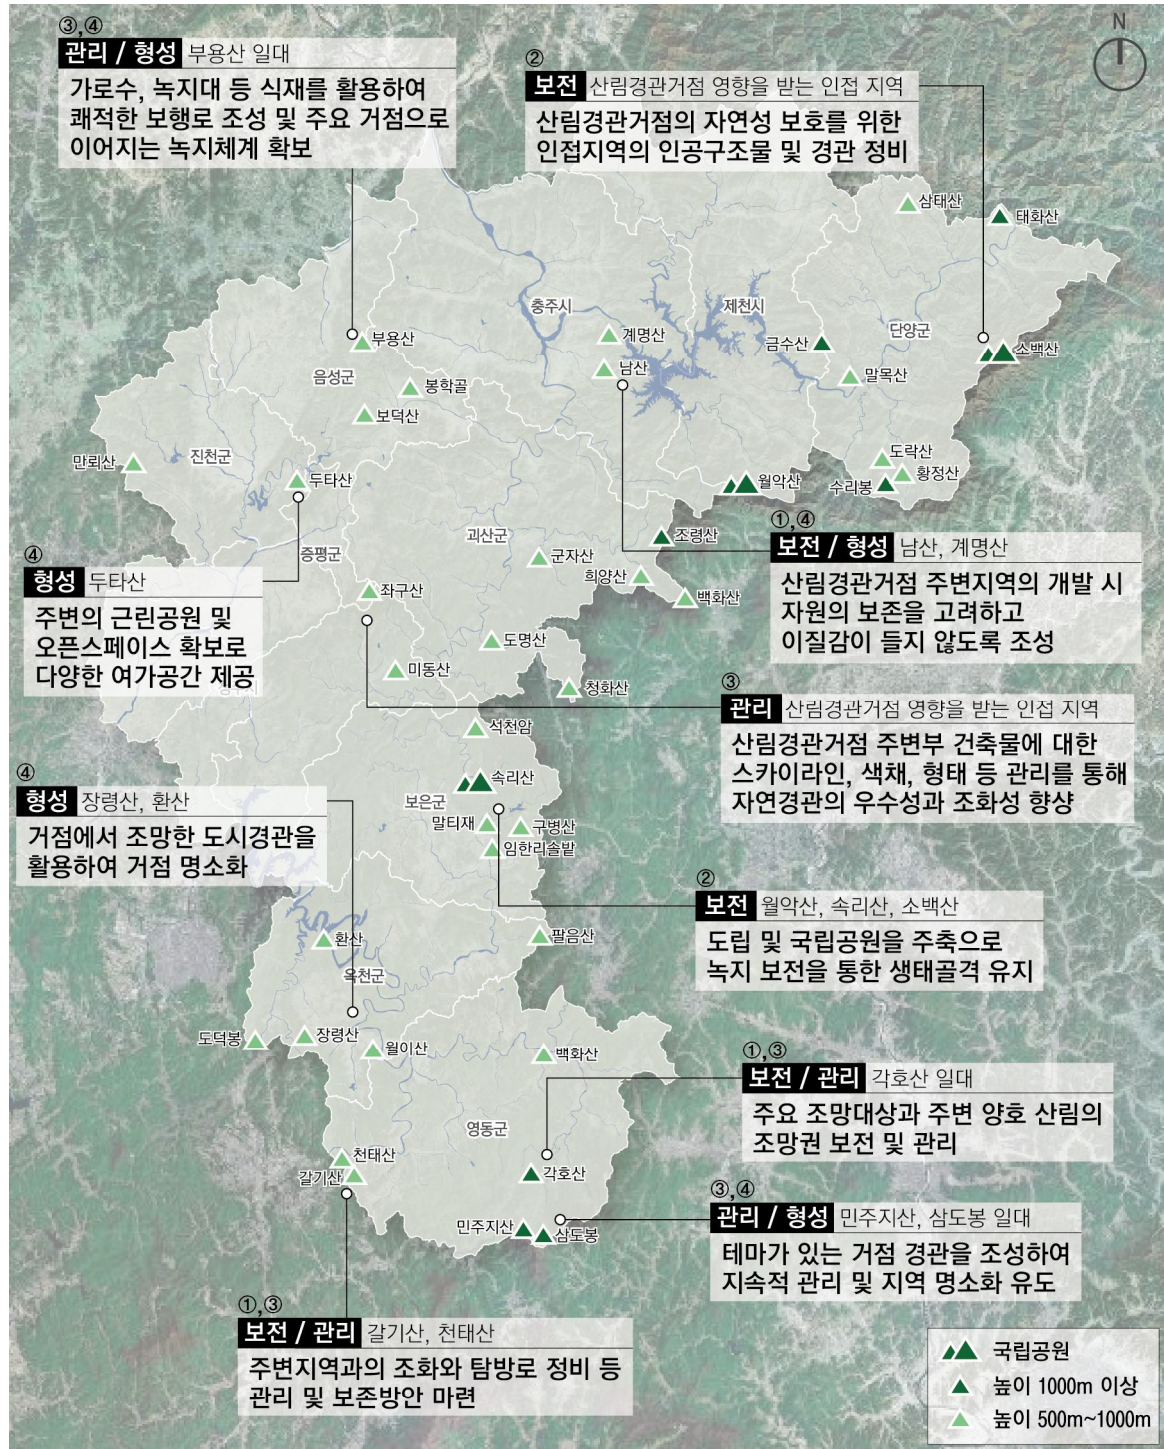 ③,④
관리 / 형성 부용산 일대
가로수, 녹지대 등 식재를 활용하여
쾌적한 보행로 조성 및 주요 거점으로
이어지는 녹지체계 확보
②
보전 산림경관거점 영향을 받는 인접 지역
산림경관거점의 자연성 보호를 위한
인접지역의 인공구조물 및 경관 정비
N
삼태산
태화산
충주시
제천시
단양군
부용산
계명산
금수산
소백산
음성군
남산
말목산
봉학골
보덕산
진천군
만뢰산
두타산
도락산
황정산
수리봉
월악산
괴산군
조령산
증평군
군자산
희양산
백화산
좌구산
①,④
보전 / 형성 남산, 계명산
산림경관거점 주변지역의 개발 시
자원의 보존을 고려하고
이질감이 들지 않도록 조성
④
형성 두타산
주변의 근린공원 및
오픈스페이스 확보로
다양한 여가공간 제공
도명산
미동산
청화산
③
관리 산림경관거점 영향을 받는 인접 지역
산림경관거점 주변부 건축물에 대한
스카이라인, 색채, 형태 등 관리를 통해
자연경관의 우수성과 조화성 향상
석천암
속리산
보은군
말티재
구병산
임한리솔밭
④
형성 장령산, 환산
거점에서 조망한 도시경관을
활용하여 거점 명소화
②
보전 월악산, 속리산, 소백산
도립 및 국립공원을 주축으로
녹지 보전을 통한 생태골격 유지
환산
팔음산
옥천군
도덕봉
장령산
월이산
백화산
①,③
보전 / 관리 각호산 일대
주요 조망대상과 주변 양호 산림의
조망권 보전 및 관리
영동군
천태산
갈기산
각호산
민주지산
삼도봉
③,④
관리 / 형성 민주지산, 삼도봉 일대
테마가 있는 거점 경관을 조성하여
지속적 관리 및 지역 명소화 유도
①,③
보전 / 관리 갈기산, 천태산
주변지역과의 조화와 탐방로 정비 등
관리 및 보존방안 마련
국립공원
높이 1000m 이상
높이 500m~1000m